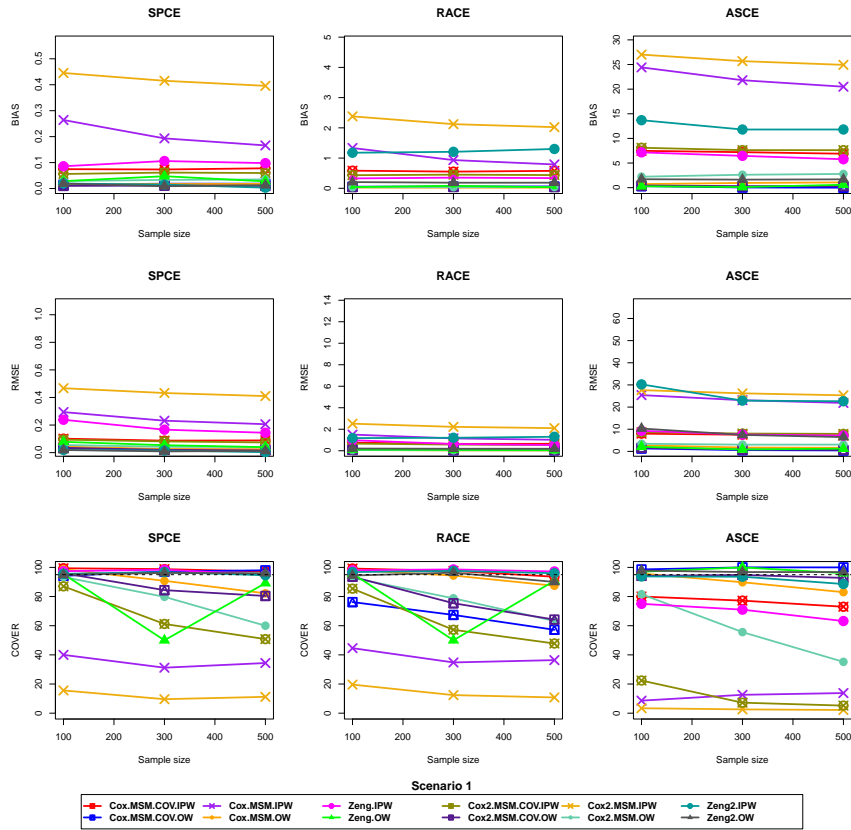 SPCE RACE ASCE
BIAS 0.0 0.1 0.2 0.3 0.4 0.5
BIAS 0 1 2 3 4 5
BIAS 0 5 10 15 20 25 30
100 200 300 400 500 100 200 300 400 500 100 200 300 400 500
Sample size Sample size Sample size
SPCE RACE ASCE
RMSE 0.0 0.2 0.4 0.6 0.8 1.0
RMSE 0 2 4 6 8 10 12 14
RMSE 0 10 20 30 40 50 60
100 200 300 400 500 100 200 300 400 500 100 200 300 400 500
Sample size Sample size Sample size
SPCE RACE ASCE
COVER 0 20 40 60 80 100
COVER 0 20 40 60 80 100
COVER 0 20 40 60 80 100
100 200 300 400 500 100 200 300 400 500 100 200 300 400 500
Sample size Sample size Sample size
Scenario 1
Cox.MSM.COV.IPW Cox.MSM.IPW Zeng.IPW Cox2.MSM.COV.IPW Cox2.MSM.IPW Zeng2.IPW
Cox.MSM.COV.OW Cox.MSM.OW Zeng.OW Cox2.MSM.COV.OW Cox2.MSM.OW Zeng2.OW